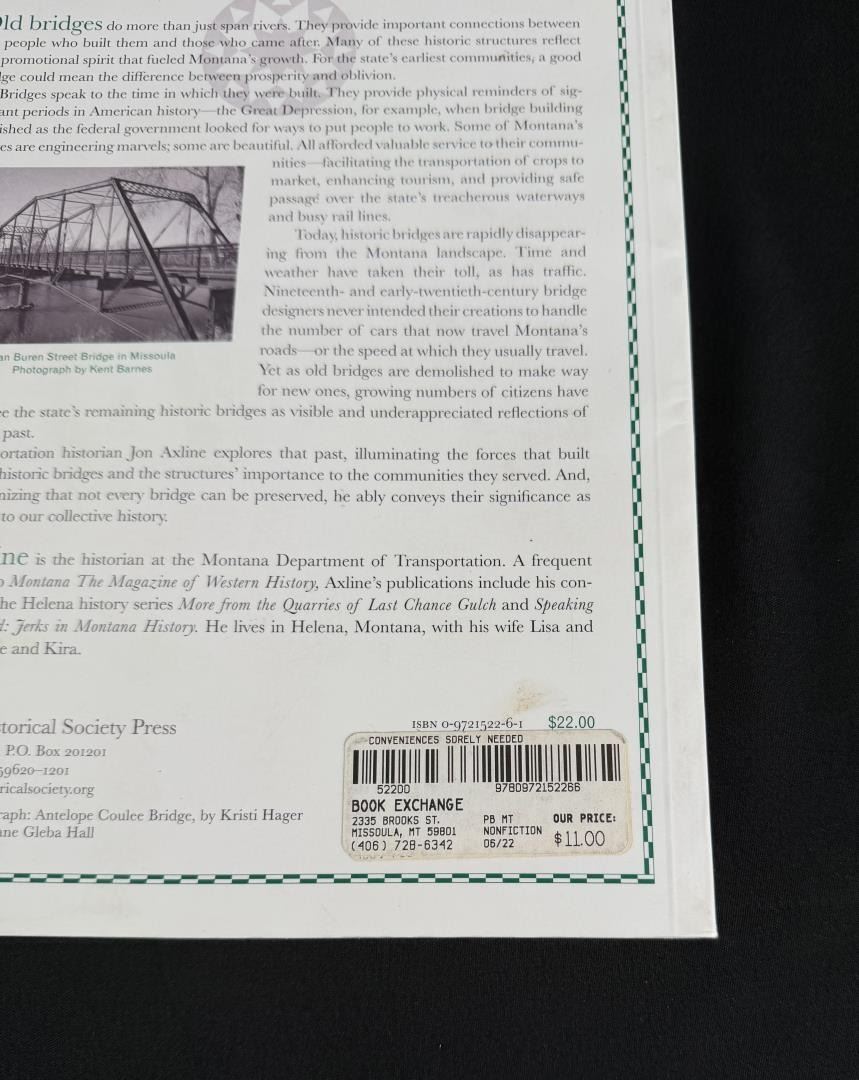 ld bridges do more than just span rivers. They provide important connections between
people who built them and those who came after. Many of these historic structures reflect
promotional spirit that fueled Montana's growth. For the state's earliest communities, a good
ge could mean the difference between prosperity and oblivion.
Bridges speak to the time in which they were built. They provide physical reminders of sig-
ant periods in American history—the Great Depression, for example, when bridge building
ished as the federal government looked for ways to put people to work. Some of Montana's
es are engineering marvels; some are beautiful. All afforded valuable service to their commu-
nities—facilitating the transportation of crops to
market, enhancing tourism, and providing safe
passage over the state's treacherous waterways
and busy rail lines.
Today, historic bridges are rapidly disappear-
ing from the Montana landscape. Time and
weather have taken their toll, as has traffic.
Nineteenth- and early-twentieth-century bridge
designers never intended their creations to handle
the number of cars that now travel Montana's
roads—or the speed at which they usually travel.
Yet as old bridges are demolished to make way
for new ones, growing numbers of citizens have
an Buren Street Bridge in Missoula
Photograph by Kent Barnes
e the state's remaining historic bridges as visible and underappreciated reflections of
past.
ortation historian Jon Axline explores that past, illuminating the forces that built
historic bridges and the structures' importance to the communities they served. And,
nizing that not every bridge can be preserved, he ably conveys their significance as
to our collective history.
ne is the historian at the Montana Department of Transportation. A frequent
o Montana The Magazine of Western History, Axline's publications include his con-
he Helena history series More from the Quarries of Last Chance Gulch and Speaking
l: Jerks in Montana History. He lives in Helena, Montana, with his wife Lisa and
e and Kira.
torical Society Press
P.O. Box 201201
59620–1201
ricalsociety.org
raph: Antelope Coulee Bridge, by Kristi Hager
ne Gleba Hall
ISBN 0-9721522-6-1 $22.00
CONVENIENCES SORELY NEEDED
52200 9780972152266
BOOK EXCHANGE
2335 BROOKS ST. PB MT OUR PRICE:
MISSOULA, MT 59801 NONFICTION
(406) 728-6342 06/22 $11.00